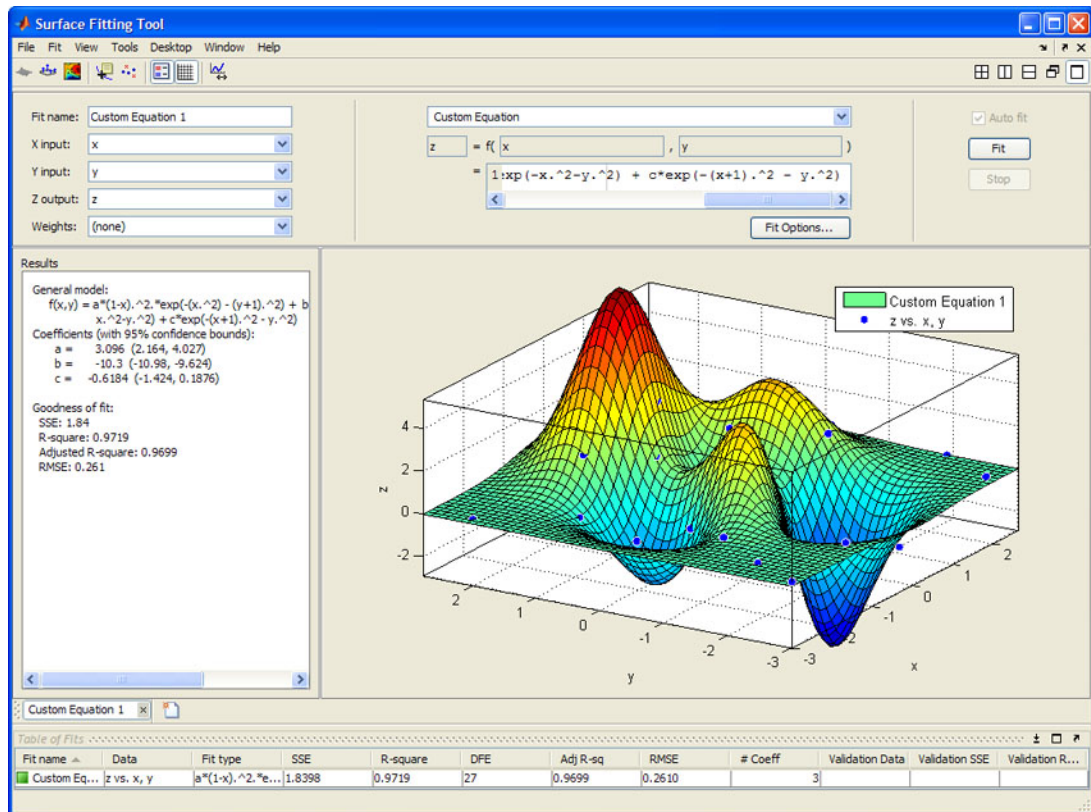 Surface Fitting Tool
File Fit View Tools Desktop Window Help
Fit name: Custom Equation 1
X input: x
Y input: y
Z output: z
Weights: (none)
Custom Equation
z = f( x , y )
= 1:xp(-x.^2-y.^2) + c*exp(-(x+1).^2 - y.^2)
Fit Options...
Auto fit
Fit
Stop
Results
General model:
f(x,y) = a*(1-x).^2.*exp(-(x.^2) - (y+1).^2) + b
x.^2-y.^2) + c*exp(-(x+1).^2 - y.^2)
Coefficients (with 95% confidence bounds):
a = 3.096 (2.164, 4.027)
b = -10.3 (-10.98, -9.624)
c = -0.6184 (-1.424, 0.1876)
Goodness of fit:
SSE: 1.84
R-square: 0.9719
Adjusted R-square: 0.9699
RMSE: 0.261
Custom Equation 1
z vs. x, y
4
2
0
-2
z
2
1
0
-1
-2
-3
y
-3
-2
-1
0
1
2
x
Custom Equation 1
Table of Fits
Fit name Data Fit type SSE R-square DFE Adj R-sq RMSE # Coeff Validation Data Validation SSE Validation R...
Custom Eq... z vs. x, y a*(1-x).^2.*e... 1.8398 0.9719 27 0.9699 0.2610 3